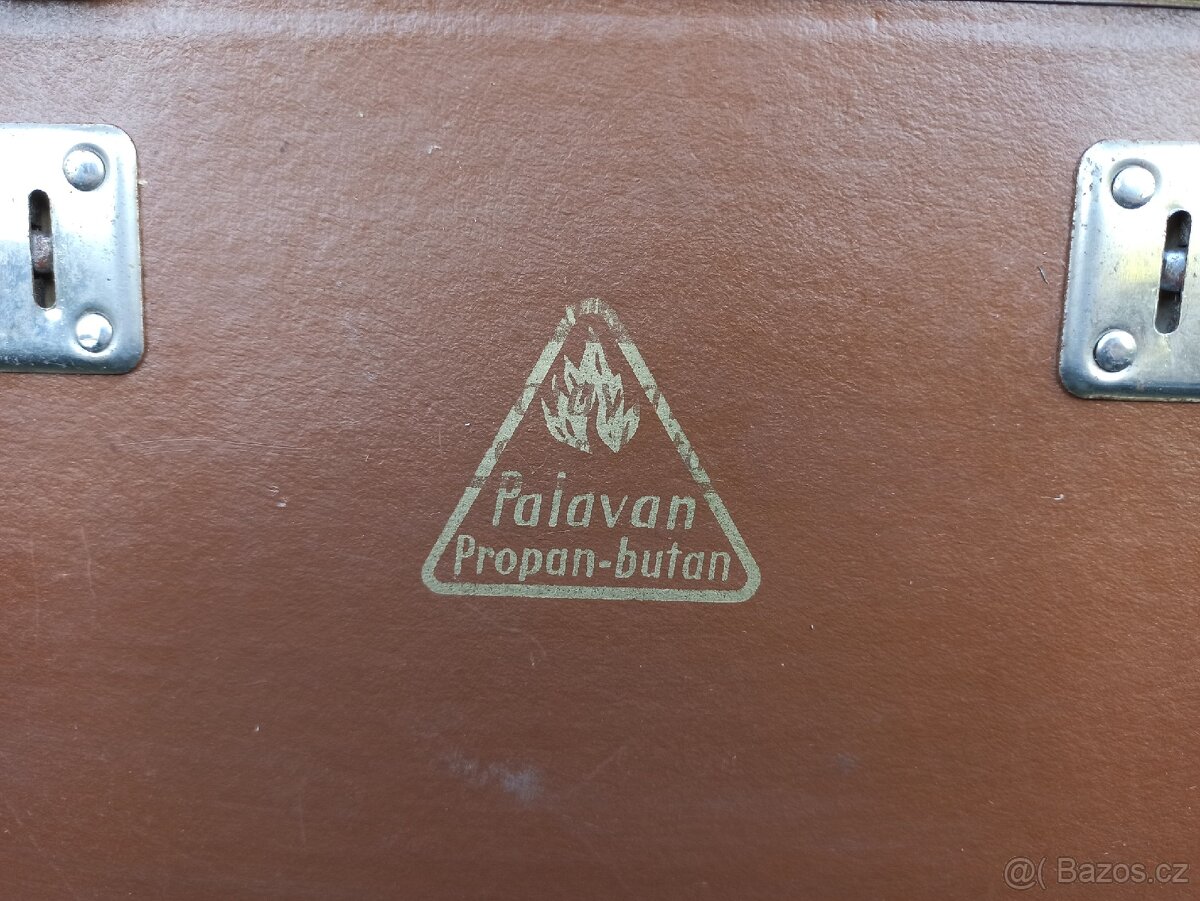 Palavan
Propan-butan
@( Bazos.cz